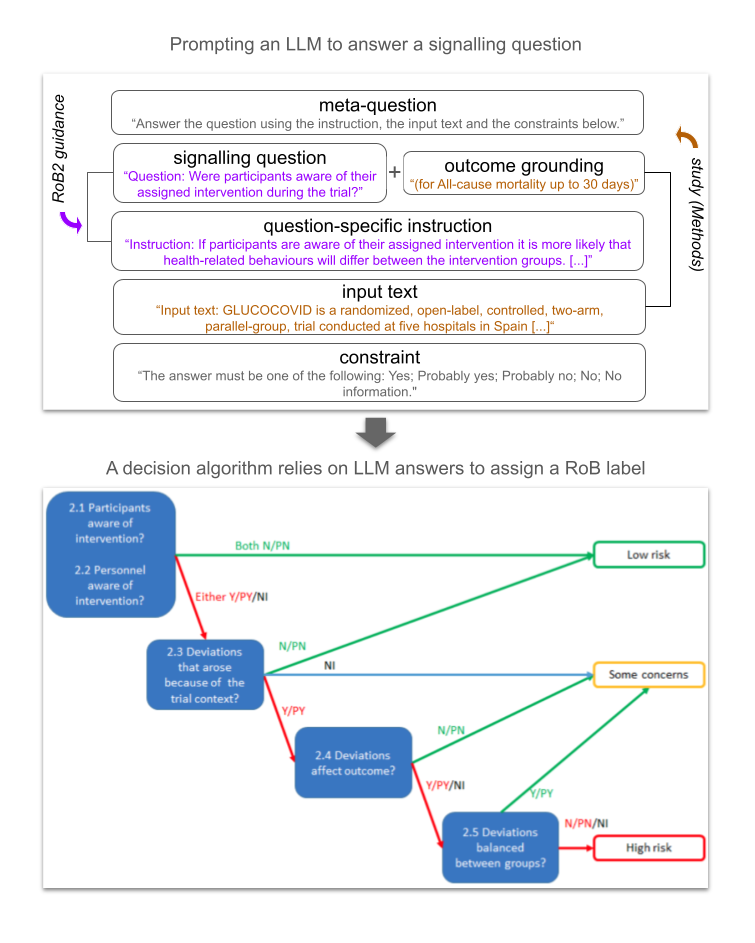 Prompting an LLM to answer a signalling question
RoB2 guidance
meta-question
“Answer the question using the instruction, the input text and the constraints below.”
signalling question
“Question: Were participants aware of their
assigned intervention during the trial?”
+
outcome grounding
“(for All-cause mortality up to 30 days)”
study (Methods)
question-specific instruction
“Instruction: If participants are aware of their assigned intervention it is more likely that
health-related behaviours will differ between the intervention groups. [...]”
input text
“Input text: GLUCOCOVID is a randomized, open-label, controlled, two-arm,
parallel-group, trial conducted at five hospitals in Spain [...]“
constraint
“The answer must be one of the following: Yes; Probably yes; Probably no; No; No
information."
A decision algorithm relies on LLM answers to assign a RoB label
2.1 Participants
aware of
intervention?
2.2 Personnel
aware of
intervention?
Both N/PN
Low risk
Either Y/PY/NI
2.3 Deviations
that arose
because of the
trial context?
N/PN
NI
Some concerns
Y/PY
2.4 Deviations
affect outcome?
N/PN
Y/PY/NI
Y/PY
2.5 Deviations
balanced
between groups?
N/PN/NI
High risk